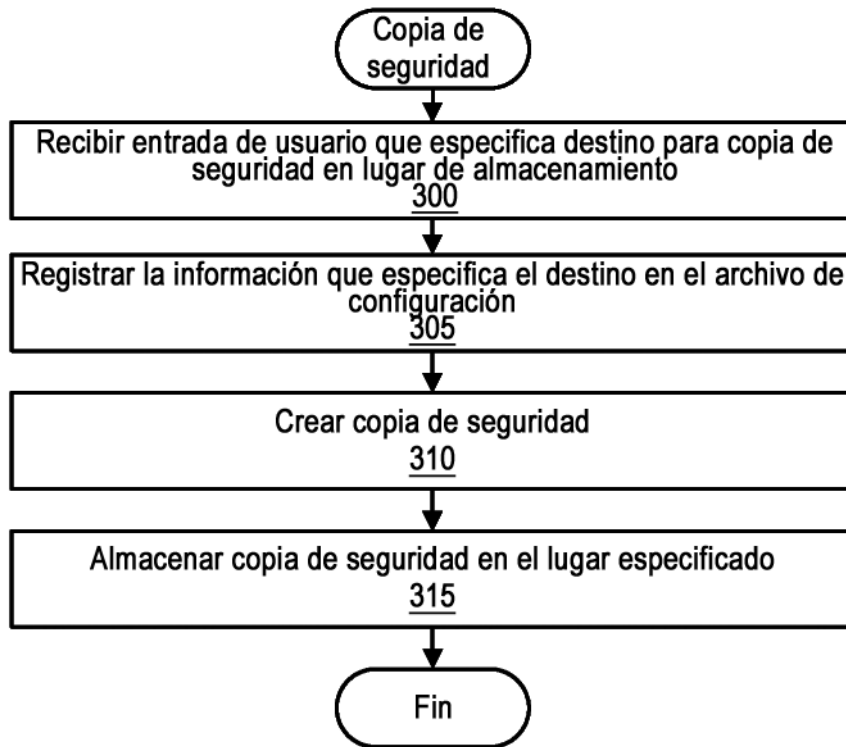 Copia de
seguridad
Recibir entrada de usuario que especifica destino para copia de
seguridad en lugar de almacenamiento
300
Registrar la información que especifica el destino en el archivo de
configuración
305
Crear copia de seguridad
310
Almacenar copia de seguridad en el lugar especificado
315
Fin